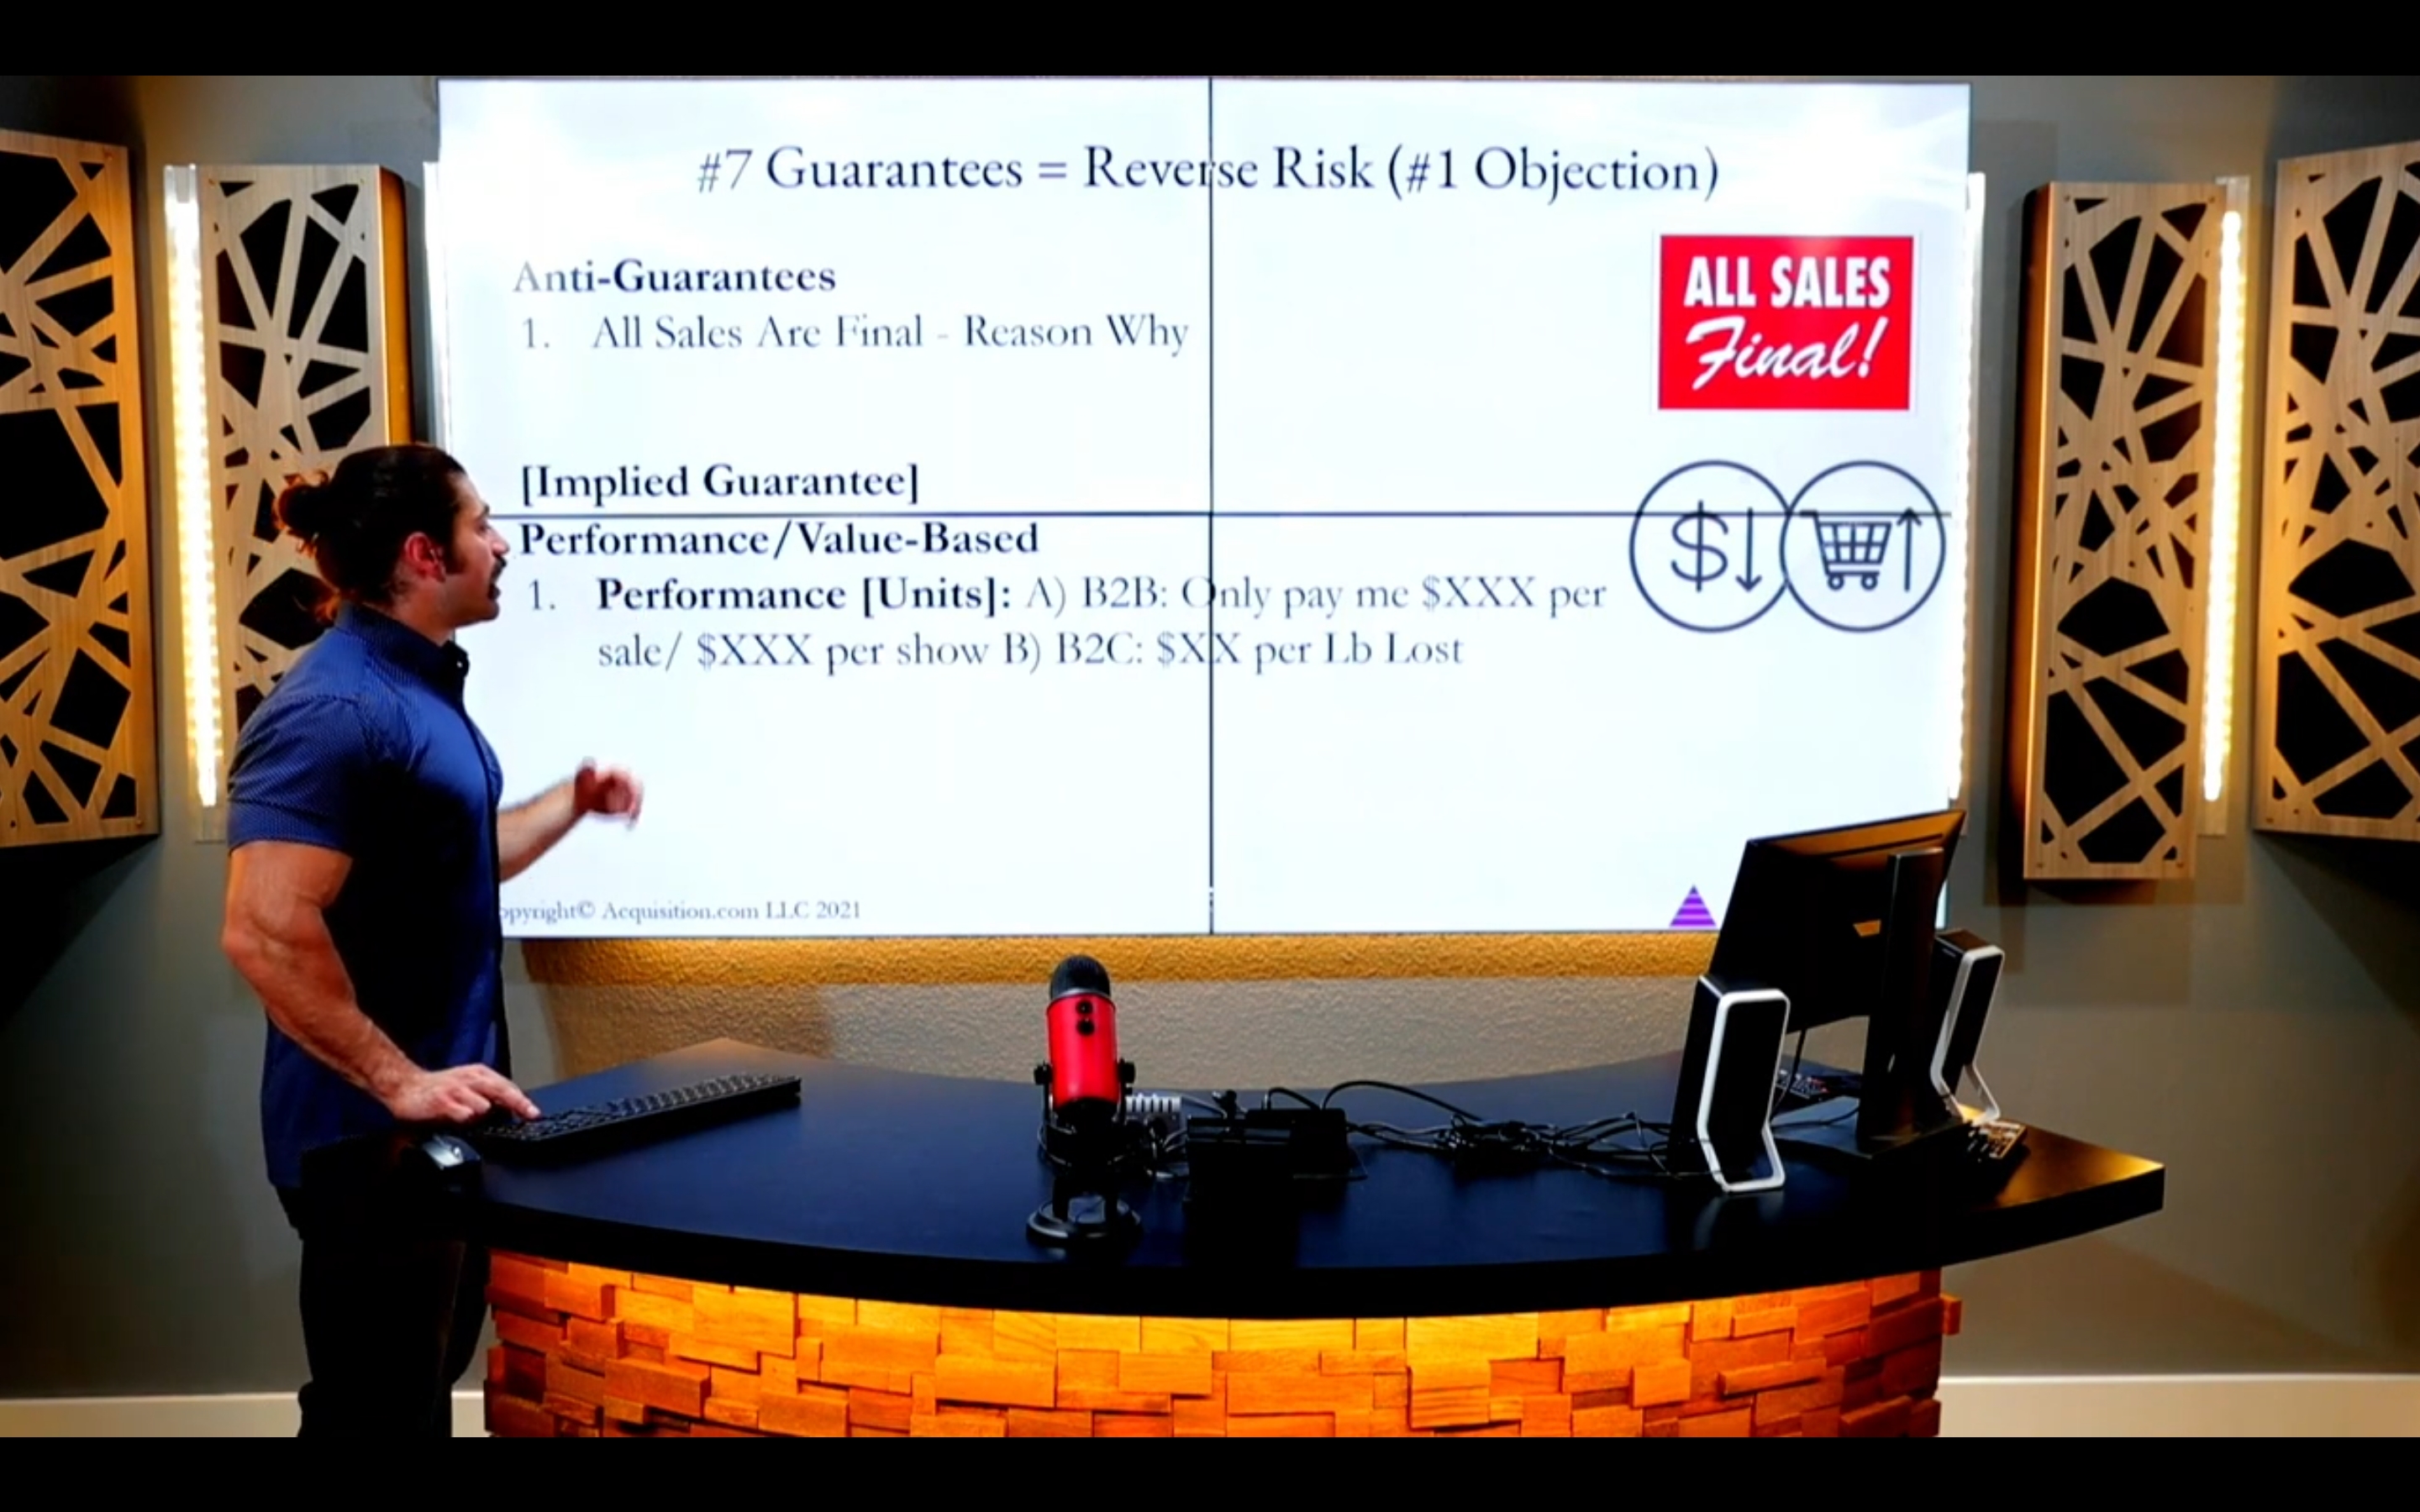 #7 Guarantees = Reverse Risk (#1 Objection)
Anti-Guarantees
1. All Sales Are Final - Reason Why
ALL SALES
Final!
[Implied Guarantee]
Performance/Value-Based
1. Performance [Units]: A) B2B: Only pay me $XXX per
sale/ $XXX per show B) B2C: $XX per Lb Lost
$
opyright© Acquisition.com LLC 2021